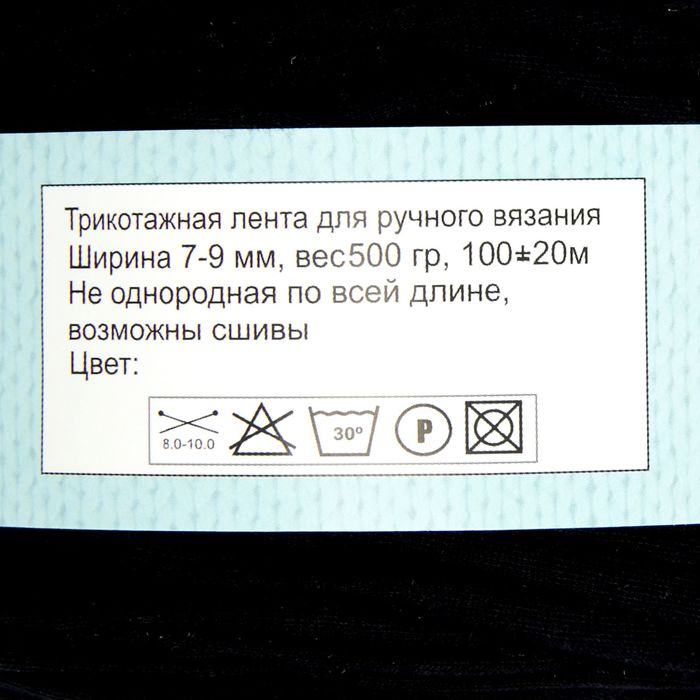 Трикотажная лента для ручного вязания
Ширина 7-9 мм, вес500 гр, 100±20м
Не однородная по всей длине,
возможны сшивы
Цвет:
8.0-10.0
30°
P